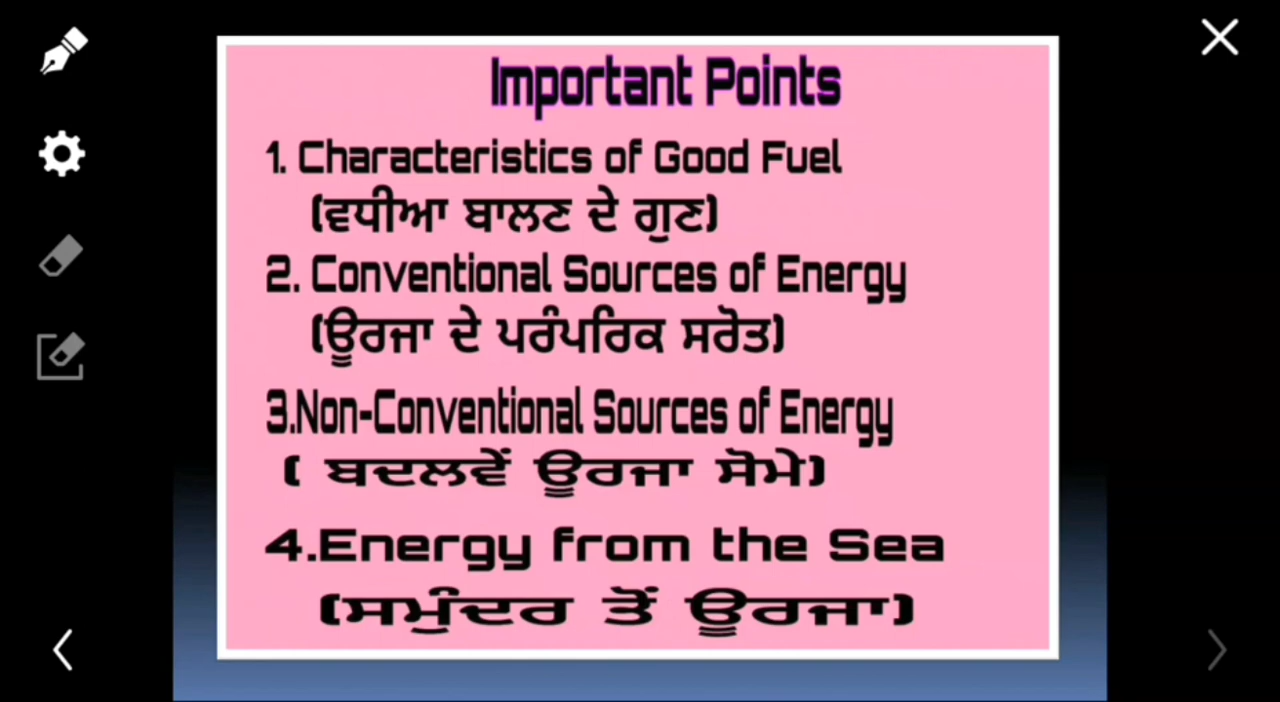 Important Points
1. Characteristics of Good Fuel
(ਵਧੀਆ ਬਾਲਣ ਦੇ ਗੁਣ)
2. Conventional Sources of Energy
(ਊਰਜਾ ਦੇ ਪਰੰਪਰਿਕ ਸਰੋਤ)
3.Non-Conventional Sources of Energy
( ਬਦਲਵੇਂ ਊਰਜਾ ਸੋਮੇ)
4.Energy from the Sea
(ਸਮੁੰਦਰ ਤੋਂ ਊਰਜਾ)